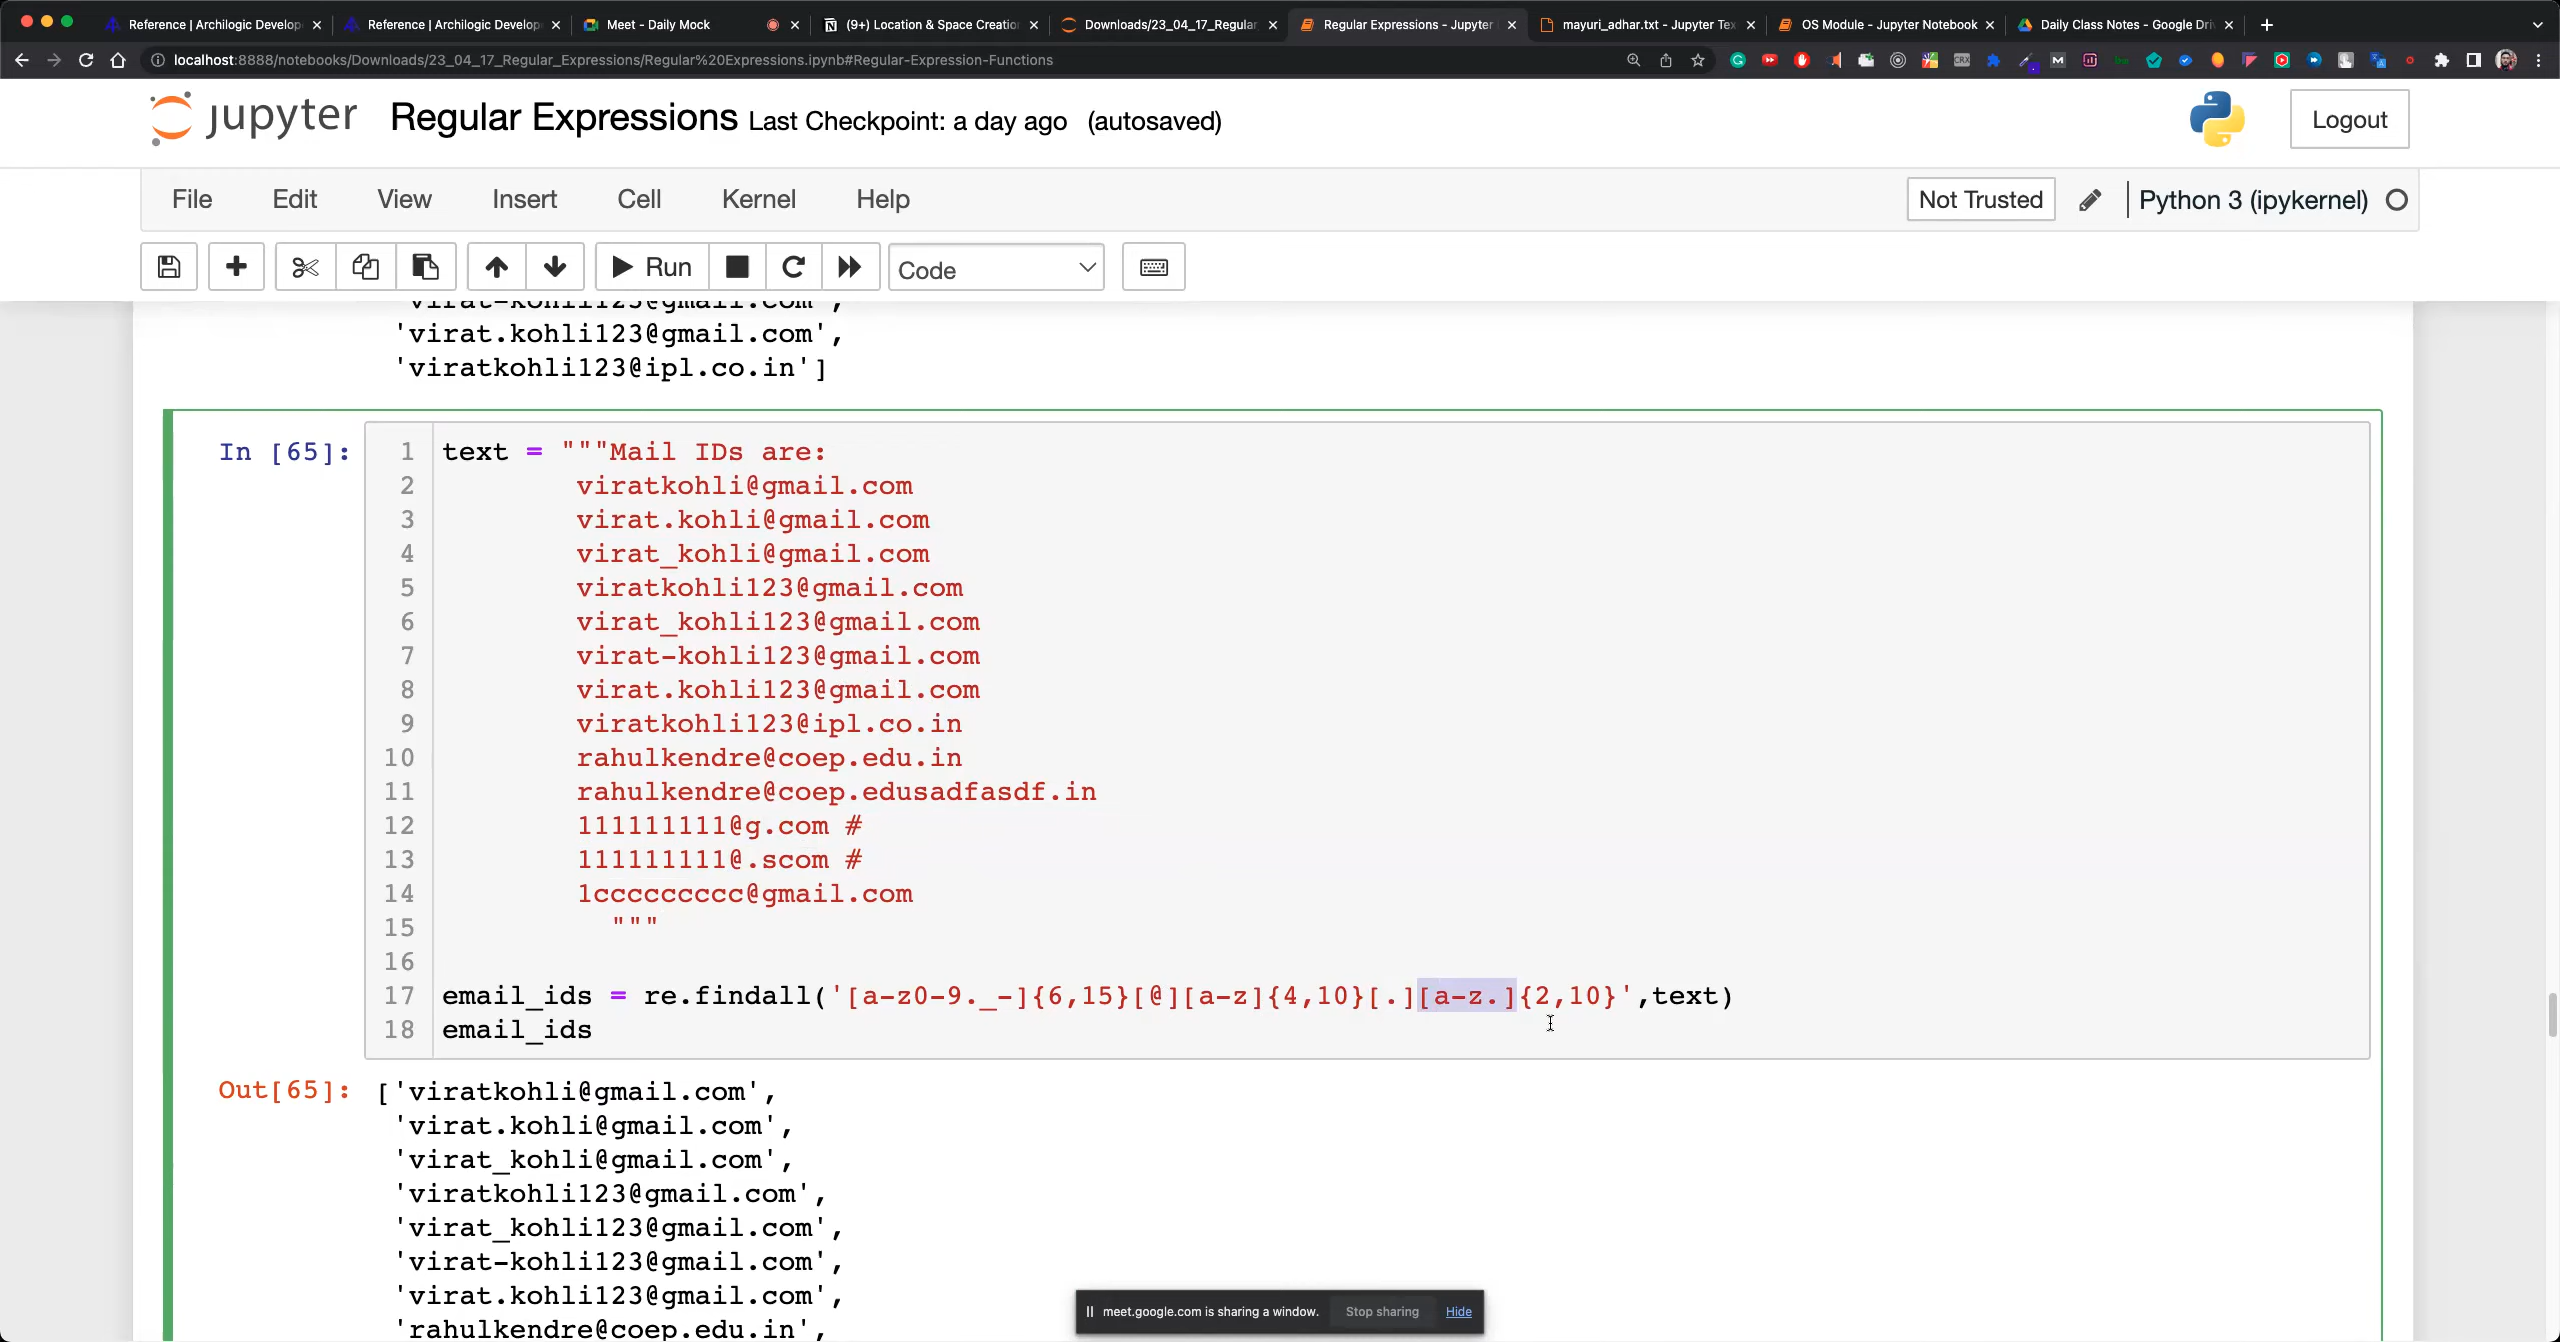 Reference | Archilogic Develop
Reference | Archilogic Develop
Meet - Daily Mock
(9+) Location & Space Creation
Downloads/23_04_17_Regular
Regular Expressions - Jupyter
mayuri_adhar.txt - Jupyter Tex
OS Module - Jupyter Notebook
Daily Class Notes - Google Dri
localhost:8888/notebooks/Downloads/23_04_17_Regular_Expressions/Regular%20Expressions.ipynb#Regular-Expression-Functions
jupyter Regular Expressions Last Checkpoint: a day ago (autosaved)
Logout
File Edit View Insert Cell Kernel Help
Not Trusted
Python 3 (ipykernel)
Run
Code
'virat-kohli123@gmail.com',
'virat.kohli123@gmail.com',
'viratkohli123@ipl.co.in']
In [65]:
1 text = """Mail IDs are:
2 viratkohli@gmail.com
3 virat.kohli@gmail.com
4 virat_kohli@gmail.com
5 viratkohli123@gmail.com
6 virat_kohli123@gmail.com
7 virat-kohli123@gmail.com
8 virat.kohli123@gmail.com
9 viratkohli123@ipl.co.in
10 rahulkendre@coep.edu.in
11 rahulkendre@coep.edusadfasdf.in
12 111111111@g.com #
13 111111111@.scom #
14 1ccccccccc@gmail.com
15 """
16
17 email_ids = re.findall('[a-z0-9._-]{6,15}[@][a-z]{4,10}[.][a-z.]{2,10}',text)
18 email_ids
Out[65]: ['viratkohli@gmail.com',
'virat.kohli@gmail.com',
'virat_kohli@gmail.com',
'viratkohli123@gmail.com',
'virat_kohli123@gmail.com',
'virat-kohli123@gmail.com',
'virat.kohli123@gmail.com',
'rahulkendre@coep.edu.in',
meet.google.com is sharing a window. Stop sharing Hide